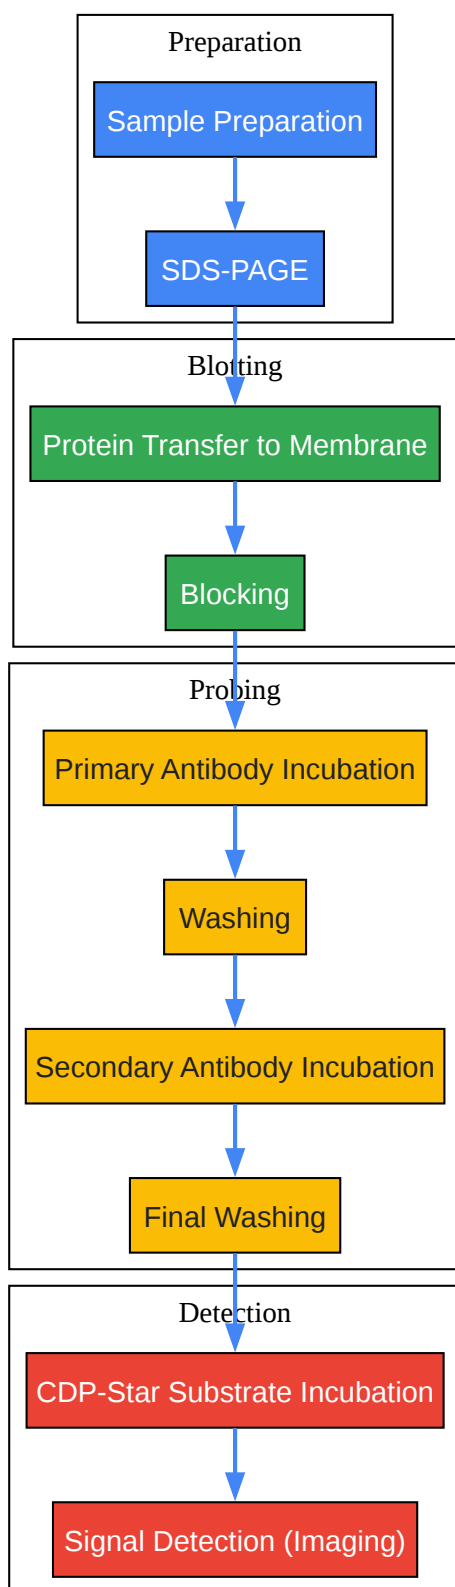 Preparation
Sample Preparation
SDS-PAGE
Blotting
Protein Transfer to Membrane
Blocking
Probing
Primary Antibody Incubation
Washing
Secondary Antibody Incubation
Final Washing
Detection
CDP-Star Substrate Incubation
Signal Detection (Imaging)